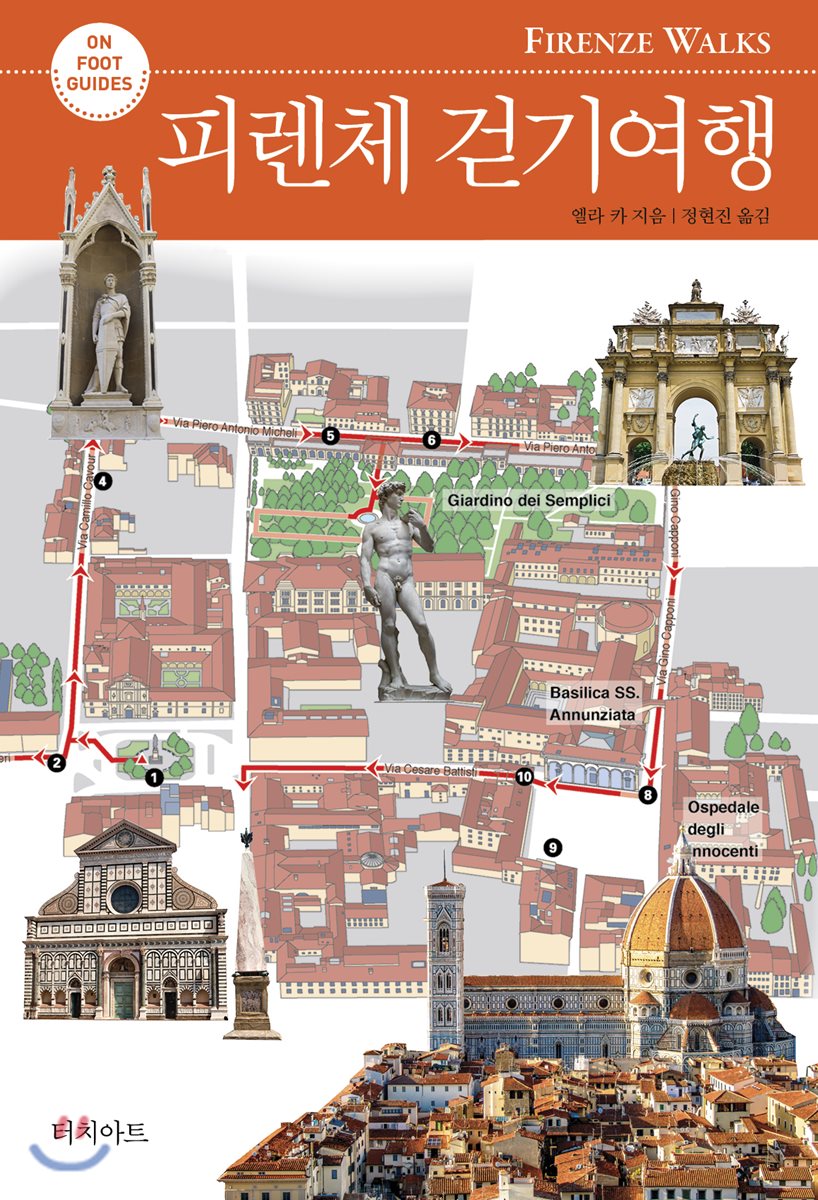 ON
FOOT
GUIDES
FIRENZE WALKS
피렌체 걷기여행
엘라 카 지음 | 정현진 옮김
Via Piero Antonio Micheli
5
6
Via Piero Anto
4
Via Camillo Cavour
Giardino dei Semplici
Gino Capponi
Via Gino Capponi
Basilica SS.
Annunziata
eri
2
1
Via Cesare Battisti
10
8
9
Ospedale
degli
nnocenti
터치아트